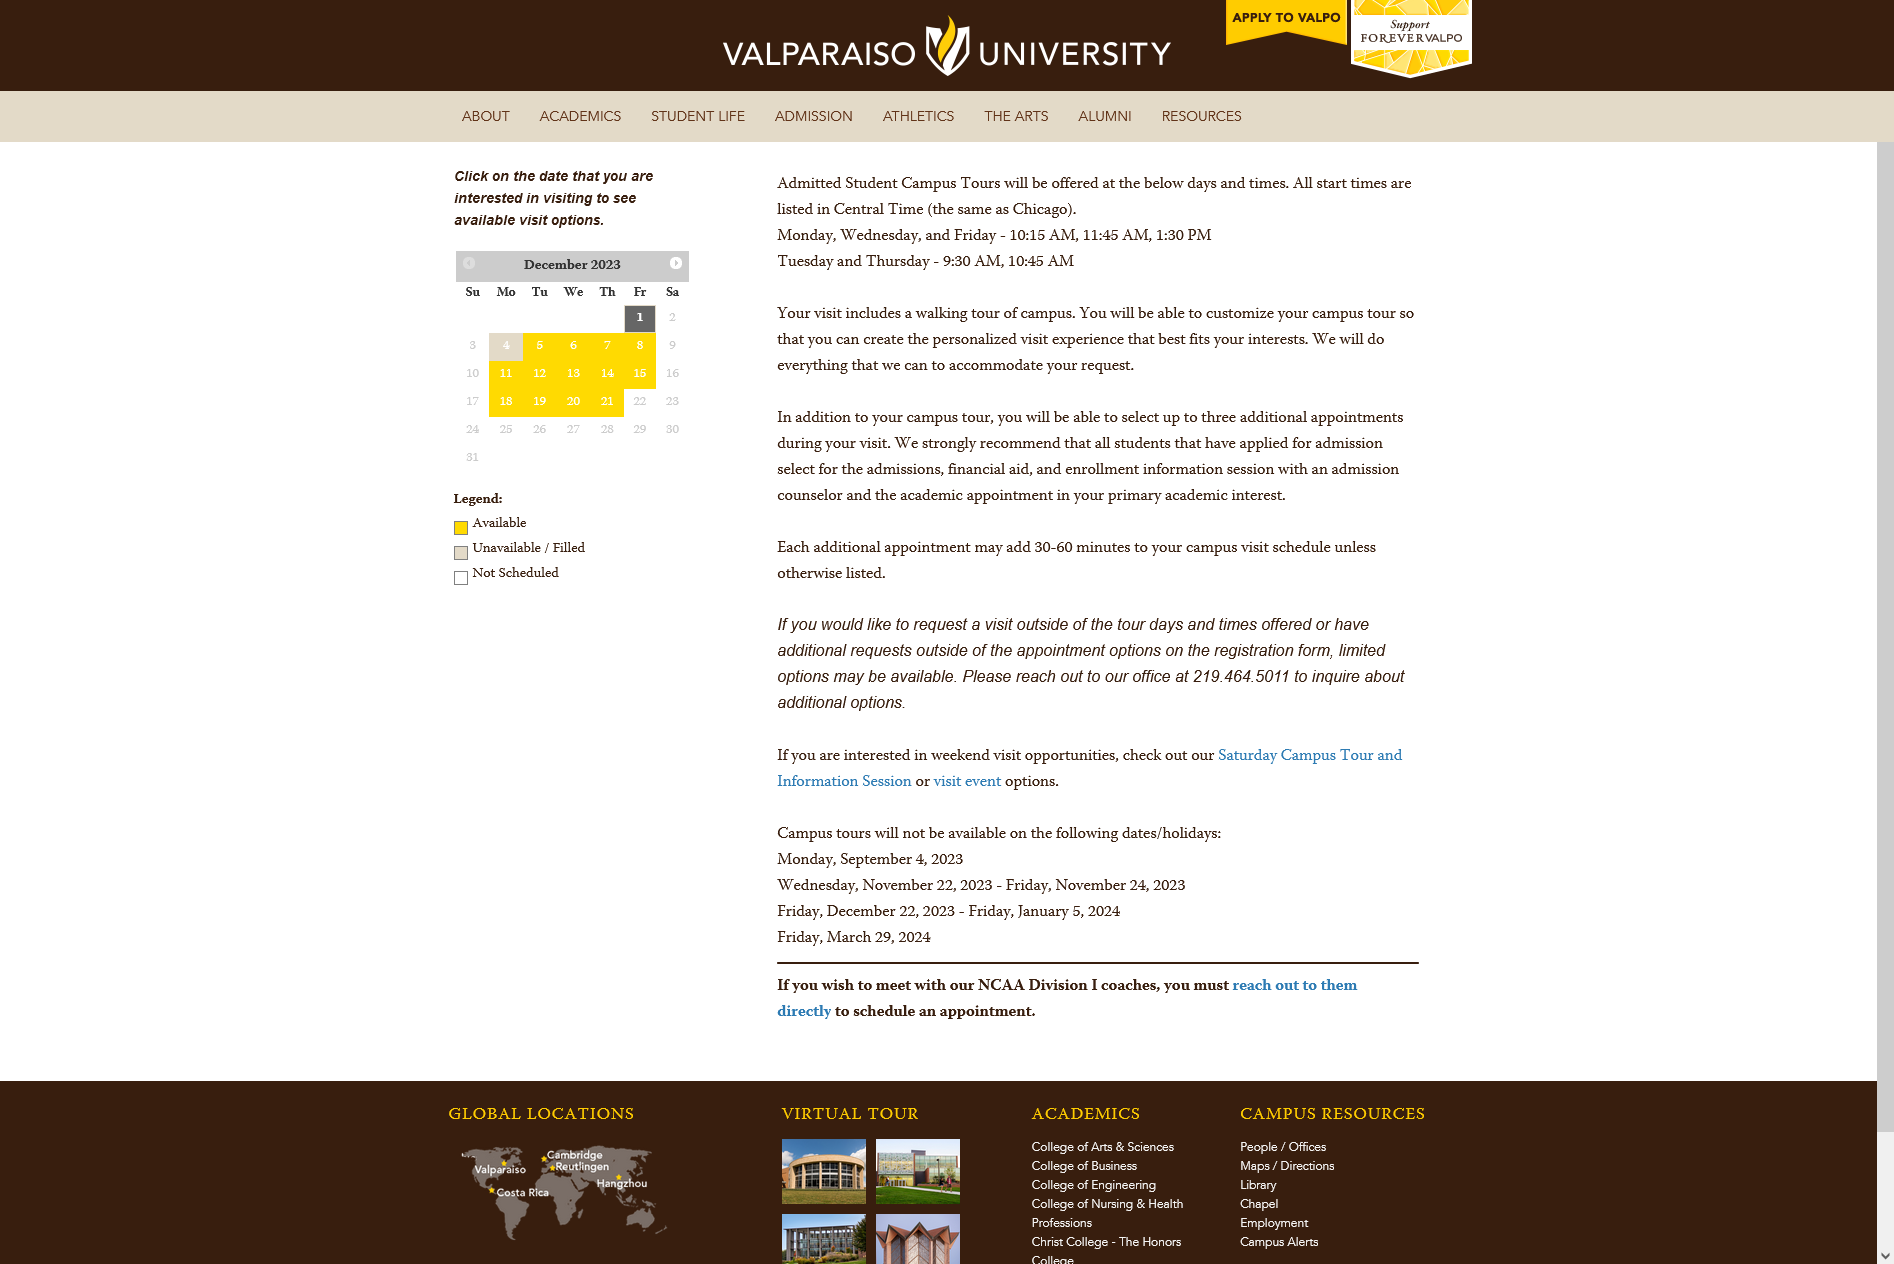 VALPARAISO UNIVERSITY
APPLY TO VALPO
Support
FOREVERVALPO
ABOUT ACADEMICS STUDENT LIFE ADMISSION ATHLETICS THE ARTS ALUMNI RESOURCES
Click on the date that you are
interested in visiting to see
available visit options.
December 2023
Su Mo Tu We Th Fr Sa
1 2
3 4 5 6 7 8 9
10 11 12 13 14 15 16
17 18 19 20 21 22 23
24 25 26 27 28 29 30
31
Legend:
Available
Unavailable / Filled
Not Scheduled
Admitted Student Campus Tours will be offered at the below days and times. All start times are
listed in Central Time (the same as Chicago).
Monday, Wednesday, and Friday - 10:15 AM, 11:45 AM, 1:30 PM
Tuesday and Thursday - 9:30 AM, 10:45 AM
Your visit includes a walking tour of campus. You will be able to customize your campus tour so
that you can create the personalized visit experience that best fits your interests. We will do
everything that we can to accommodate your request.
In addition to your campus tour, you will be able to select up to three additional appointments
during your visit. We strongly recommend that all students that have applied for admission
select for the admissions, financial aid, and enrollment information session with an admission
counselor and the academic appointment in your primary academic interest.
Each additional appointment may add 30-60 minutes to your campus visit schedule unless
otherwise listed.
If you would like to request a visit outside of the tour days and times offered or have
additional requests outside of the appointment options on the registration form, limited
options may be available. Please reach out to our office at 219.464.5011 to inquire about
additional options.
If you are interested in weekend visit opportunities, check out our Saturday Campus Tour and
Information Session or visit event options.
Campus tours will not be available on the following dates/holidays:
Monday, September 4, 2023
Wednesday, November 22, 2023 - Friday, November 24, 2023
Friday, December 22, 2023 - Friday, January 5, 2024
Friday, March 29, 2024
If you wish to meet with our NCAA Division I coaches, you must reach out to them
directly to schedule an appointment.
GLOBAL LOCATIONS
Cambridge
Valparaiso
Reutlingen
Hangzhou
Costa Rica
VIRTUAL TOUR
ACADEMICS
College of Arts & Sciences
College of Business
College of Engineering
College of Nursing & Health
Professions
Christ College - The Honors
College
CAMPUS RESOURCES
People / Offices
Maps / Directions
Library
Chapel
Employment
Campus Alerts